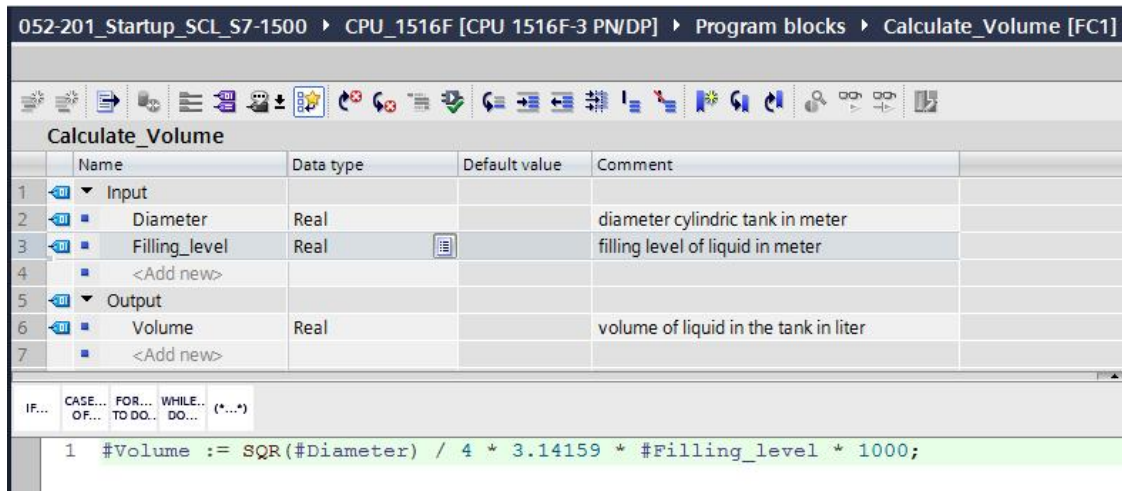 052-201_Startup_SCL_S7-1500 ▸ CPU_1516F [CPU 1516F-3 PN/DP] ▸ Program blocks ▸ Calculate_Volume [FC1]
Calculate_Volume
Name Data type Default value Comment
1 Input
2 Diameter Real diameter cylindric tank in meter
3 Filling_level Real filling level of liquid in meter
4 <Add new>
5 Output
6 Volume Real volume of liquid in the tank in liter
7 <Add new>
IF... CASE... FOR... WHILE.. (*...*)
OF... TO DO.. DO...
1 #Volume := SQR(#Diameter) / 4 * 3.14159 * #Filling_level * 1000;